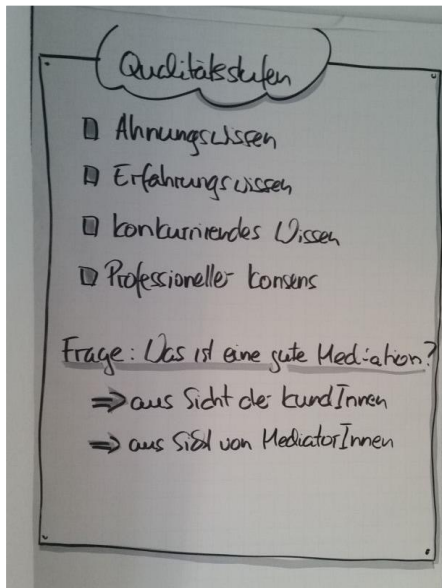 Qualitätsstufen
Ahnungswissen
Erfahrungswissen
konkurrierendes Wissen
Professioneller Konsens
Frage: Was ist eine gute Mediation?
⇒ aus Sicht der KundInnen
⇒ aus Sicht von MediatorInnen